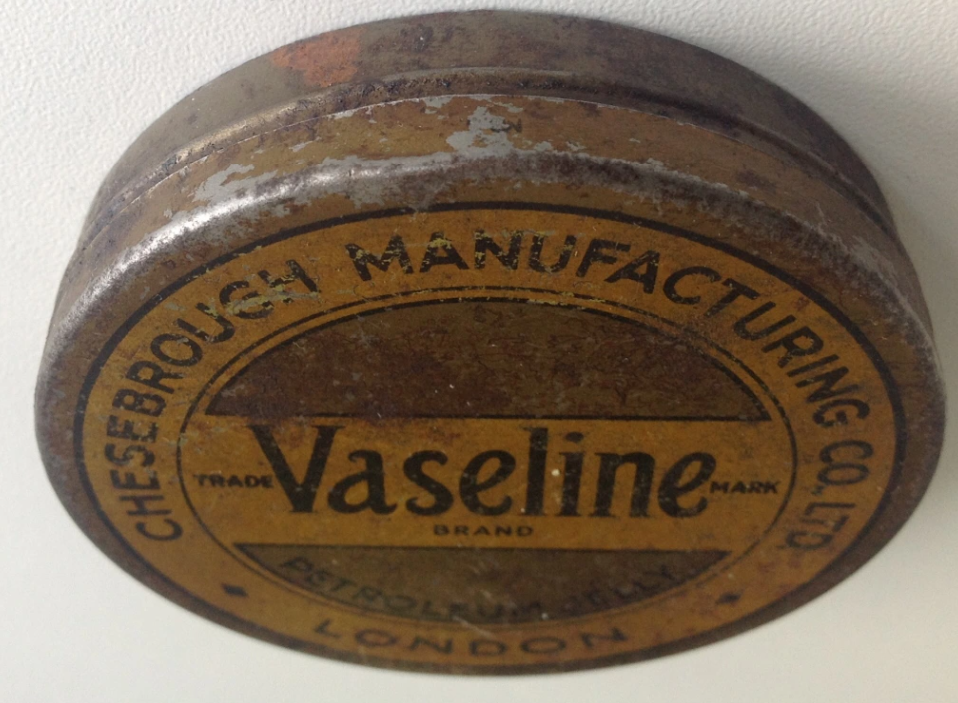 CHESEBROUGH MANUFACTURING CO., LTD.
TRADE Vaseline MARK
BRAND
PETROLEUM JELLY
LONDON